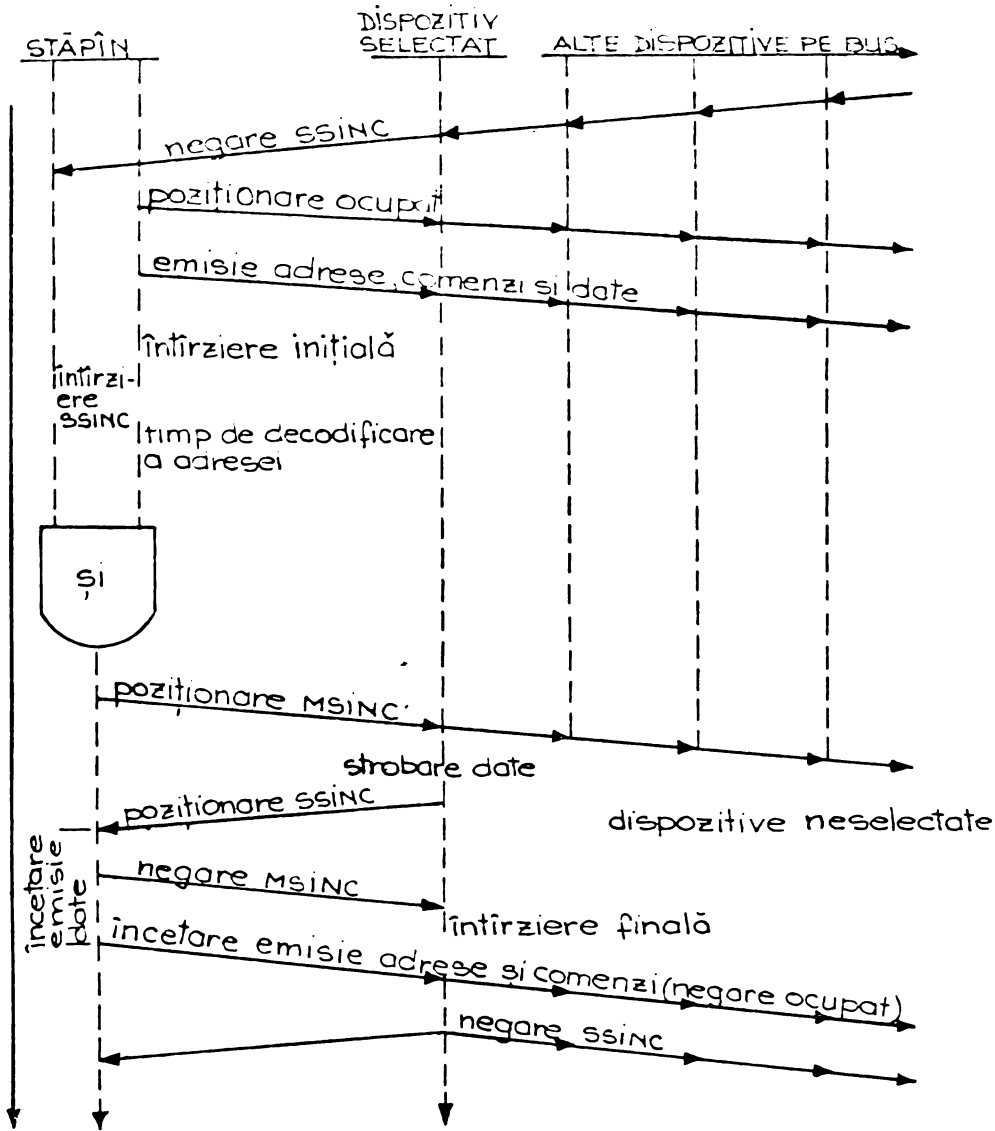 STĂPÎN
DISPOZITIV
SELECTAT
ALTE DISPOZITIVE PE BUS
negare SSINC
poziționare ocupat
emisie adrese, comenzi și date
întîrziere inițială
întîrzi-
ere
SSINC
timp de decodificare
a adresei
și
poziționare MSINC
strobare date
poziționare SSINC
dispozitive neselectate
negare MSINC
încetare
emisie
date
întîrziere finală
încetare emisie adrese și comenzi (negare ocupat)
negare SSINC